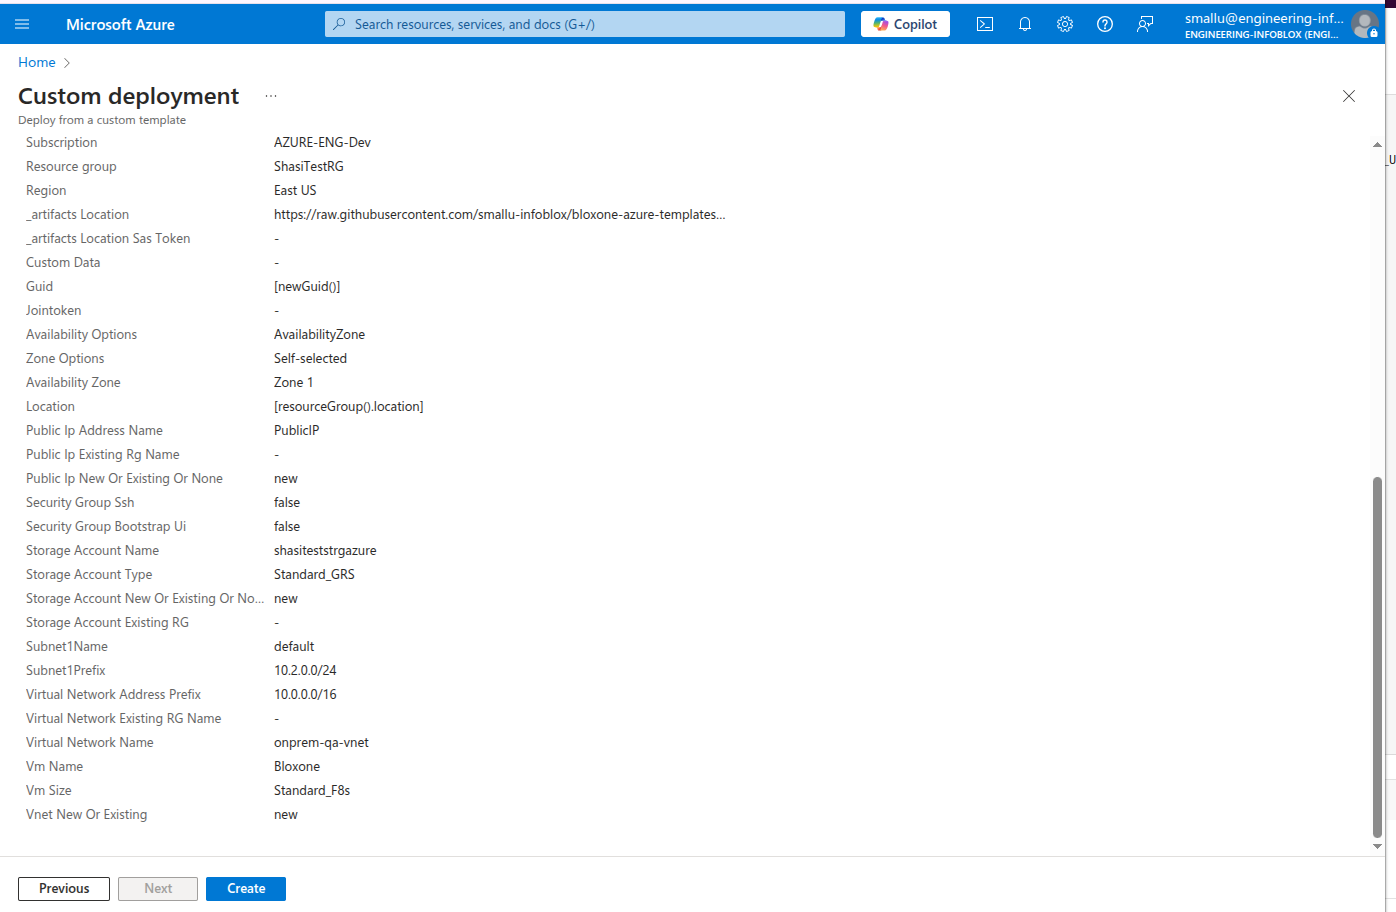 Microsoft Azure
Search resources, services, and docs (G+/)
Copilot
smallu@engineering-inf...
ENGINEERING-INFOBLOX (ENGI...
Home
Custom deployment
...
Deploy from a custom template
Subscription AZURE-ENG-Dev
Resource group ShasiTestRG
Region East US
_artifacts Location https://raw.githubusercontent.com/smallu-infoblox/bloxone-azure-templates...
_artifacts Location Sas Token -
Custom Data -
Guid [newGuid()]
Jointoken -
Availability Options AvailabilityZone
Zone Options Self-selected
Availability Zone Zone 1
Location [resourceGroup().location]
Public Ip Address Name PublicIP
Public Ip Existing Rg Name -
Public Ip New Or Existing Or None new
Security Group Ssh false
Security Group Bootstrap Ui false
Storage Account Name shasiteststrgazure
Storage Account Type Standard_GRS
Storage Account New Or Existing Or No... new
Storage Account Existing RG -
Subnet1Name default
Subnet1Prefix 10.2.0.0/24
Virtual Network Address Prefix 10.0.0.0/16
Virtual Network Existing RG Name -
Virtual Network Name onprem-qa-vnet
Vm Name Bloxone
Vm Size Standard_F8s
Vnet New Or Existing new
Previous Next Create
_U